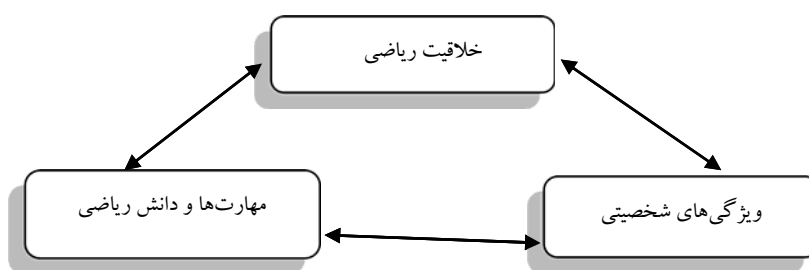 خلاقیت ریاضی
ویژگی‌های شخصیتی
مهارت‌ها و دانش ریاضی